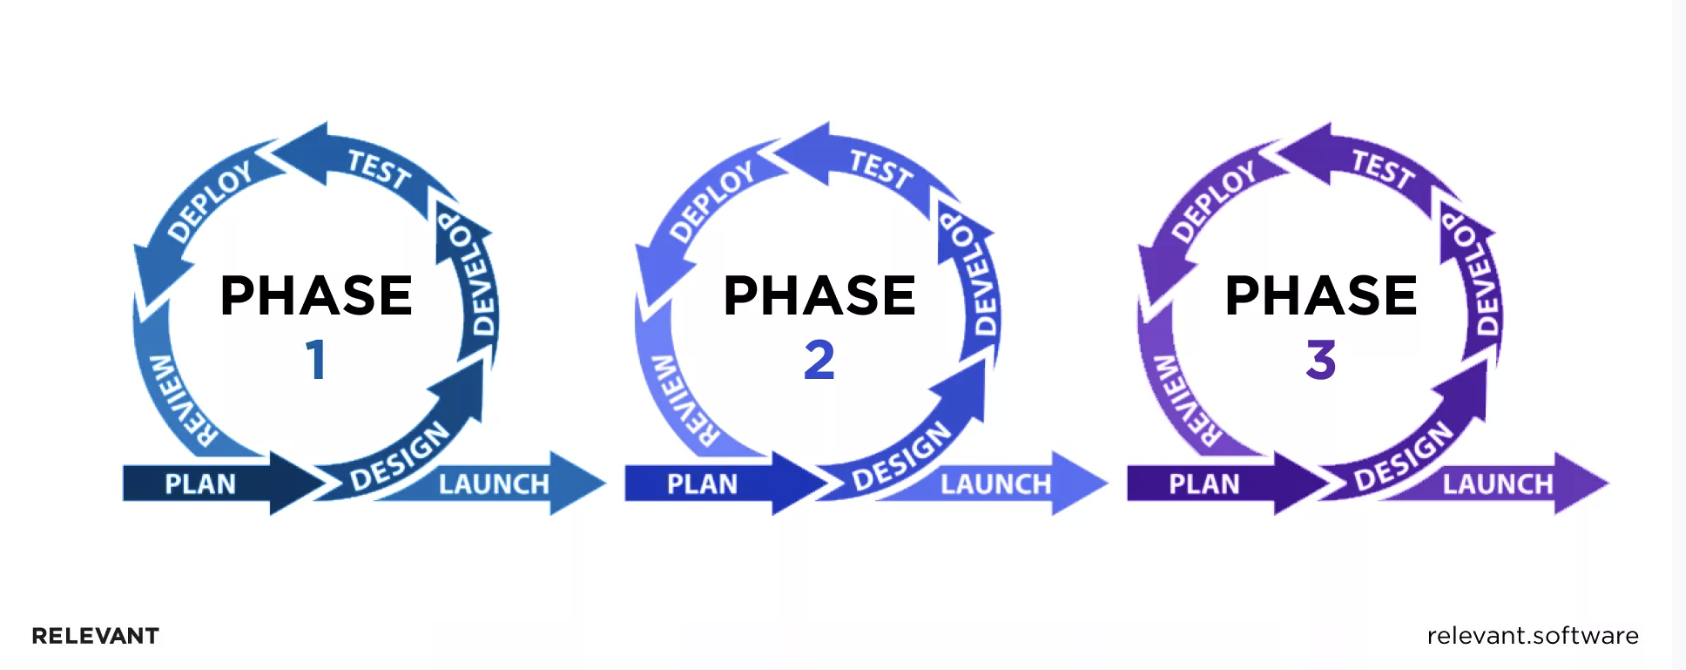 PHASE
1
PLAN
DESIGN
DEVELOP
TEST
DEPLOY
REVIEW
LAUNCH
PHASE
2
PLAN
DESIGN
DEVELOP
TEST
DEPLOY
REVIEW
LAUNCH
PHASE
3
PLAN
DESIGN
DEVELOP
TEST
DEPLOY
REVIEW
LAUNCH
RELEVANT
relevant.software